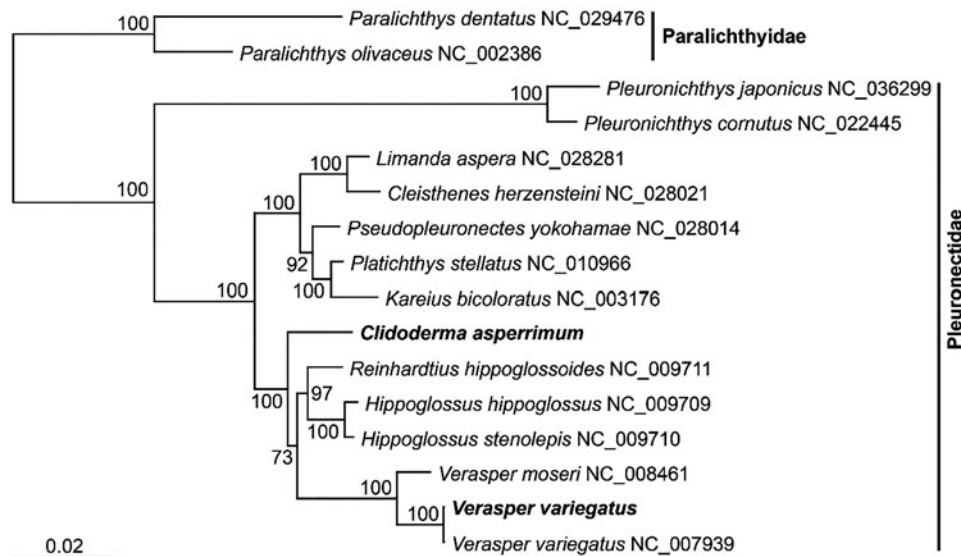 100
Paralichthys dentatus NC_029476
Paralichthys olivaceus NC_002386
Paralichthyidae
100
100
Pleuronichthys japonicus NC_036299
Pleuronichthys cornutus NC_022445
100
100
Limanda aspera NC_028281
Cleisthenes herzensteini NC_028021
100
Pseudopleuronectes yokohamae NC_028014
92
Platichthys stellatus NC_010966
100
Kareius bicoloratus NC_003176
100
Clidoderma asperrimum
100
Reinhardtius hippoglossoides NC_009711
97
Hippoglossus hippoglossus NC_009709
100
Hippoglossus stenolepis NC_009710
73
Verasper moseri NC_008461
100
Verasper variegatus
100
Verasper variegatus NC_007939
Pleuronectidae
0.02